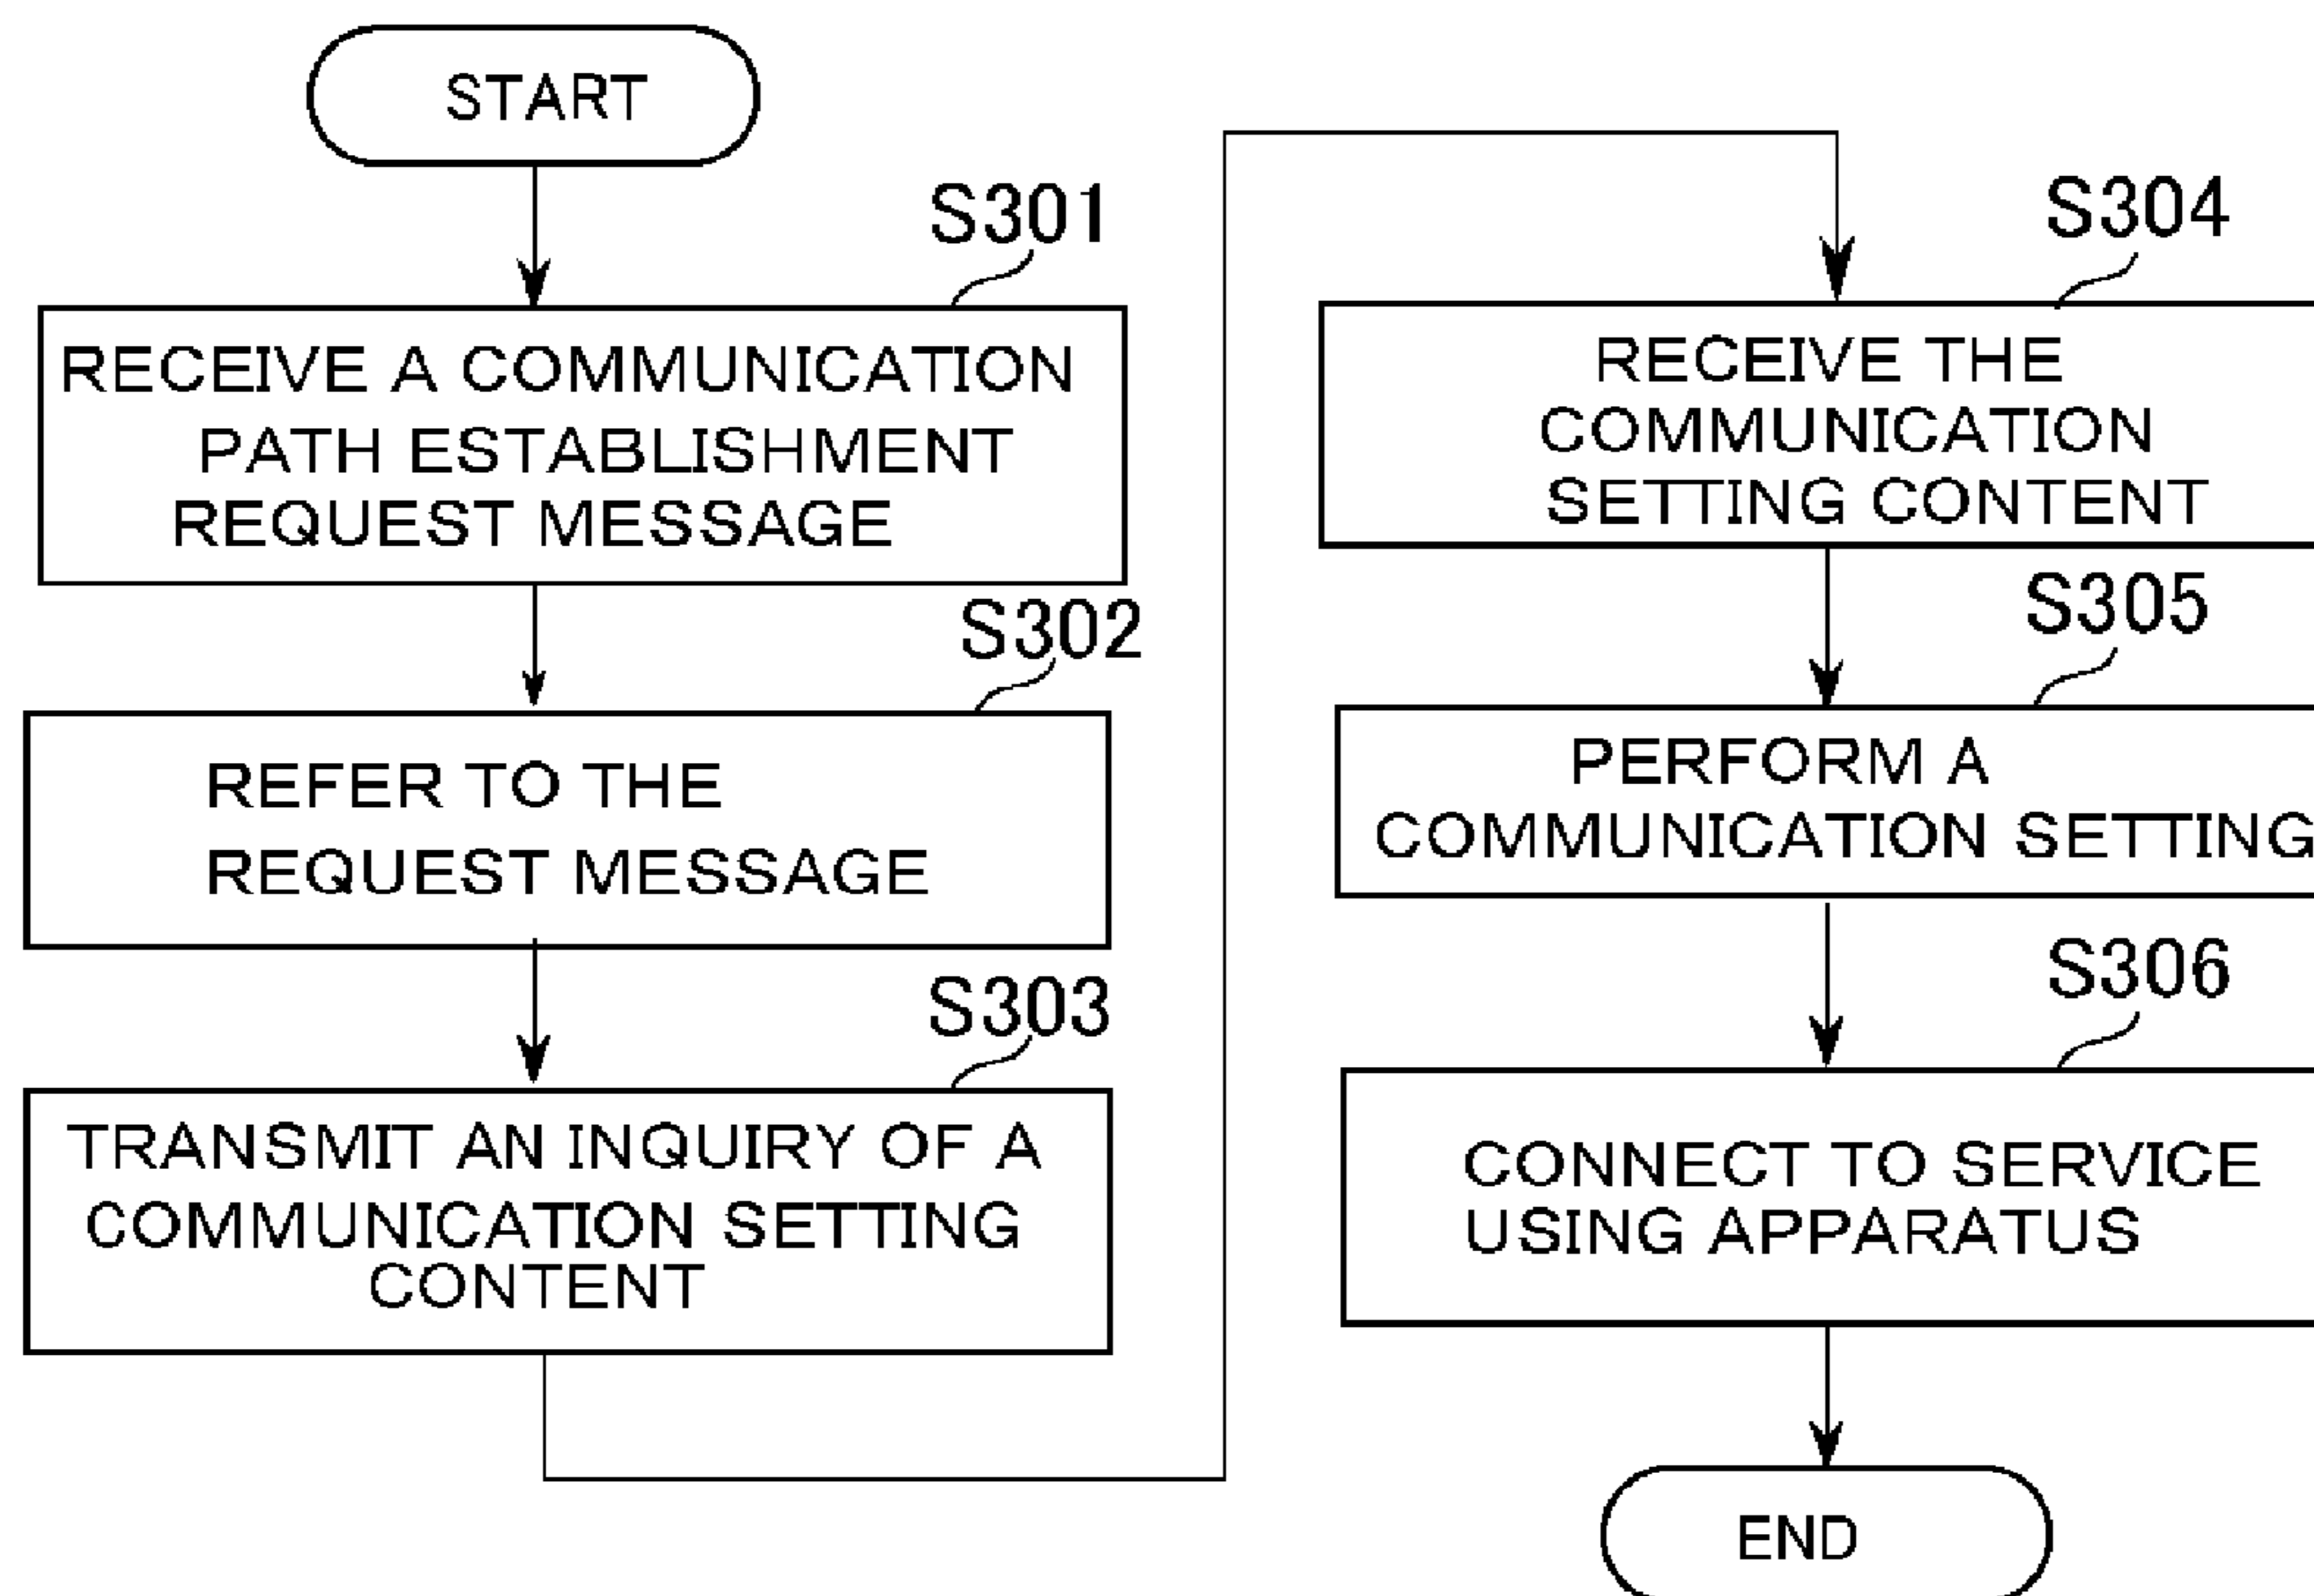 START
S301
RECEIVE A COMMUNICATION
PATH ESTABLISHMENT
REQUEST MESSAGE
S302
REFER TO THE
REQUEST MESSAGE
S303
TRANSMIT AN INQUIRY OF A
COMMUNICATION SETTING
CONTENT
S304
RECEIVE THE
COMMUNICATION
SETTING CONTENT
S305
PERFORM A
COMMUNICATION SETTING
S306
CONNECT TO SERVICE
USING APPARATUS
END